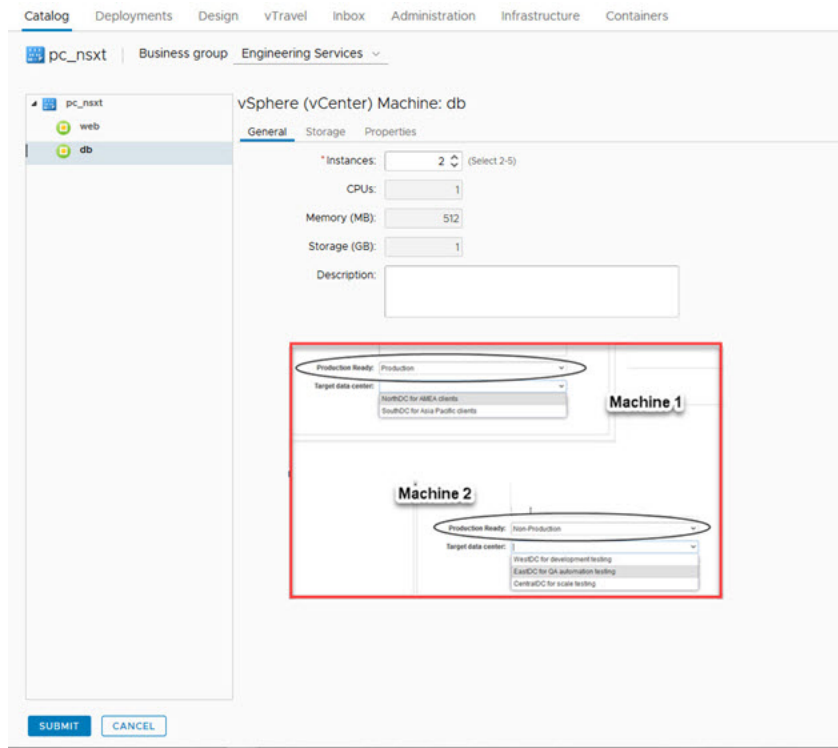 Catalog Deployments Design vTravel Inbox Administration Infrastructure Containers
pc_nsxt Business group Engineering Services
pc_nsxt
web
db
vSphere (vCenter) Machine: db
General Storage Properties
*Instances: 2 (Select 2-5)
CPUs: 1
Memory (MB): 512
Storage (GB): 1
Description:
Production Ready: Production
Target data center:
NorthDC for AMEA clients
SouthDC for Asia Pacific clients
Machine 1
Machine 2
Production Ready: Non-Production
Target data center:
WestDC for development testing
EastDC for QA automation testing
CentralDC for scale testing
SUBMIT CANCEL